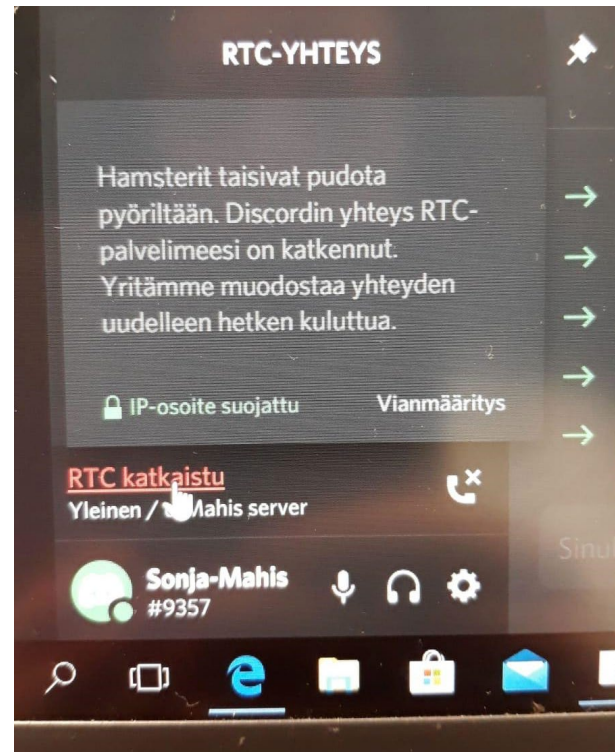 RTC-YHTEYS
Hamsterit taisivat pudota
pyöriltään. Discordin yhteys RTC-
palvelimeesi on katkennut.
Yritämme muodostaa yhteyden
uudelleen hetken kuluttua.
IP-osoite suojattu Vianmääritys
RTC katkaistu
Yleinen / Mahis server
Sonja-Mahis
#9357